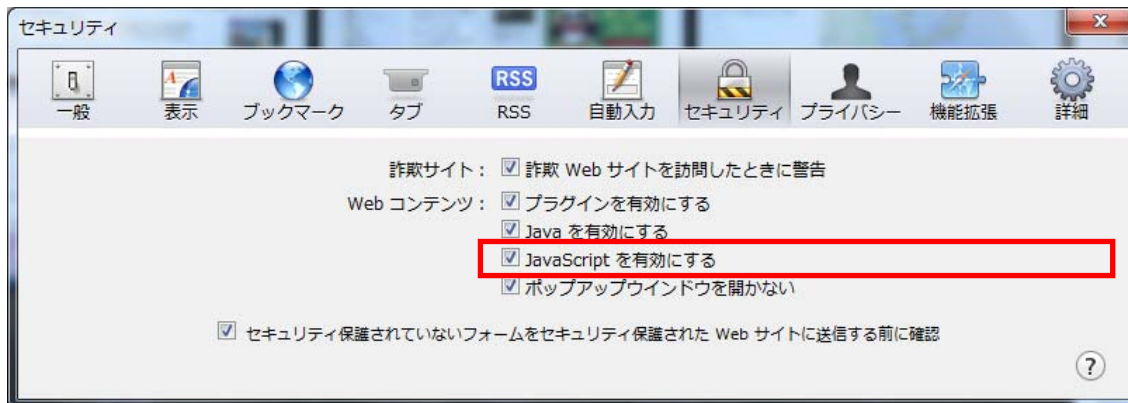 セキュリティ
RSS
一般 表示 ブックマーク タブ RSS 自動入力 セキュリティ プライバシー 機能拡張 詳細
詐欺サイト： 詐欺 Web サイトを訪問したときに警告
Web コンテンツ： プラグインを有効にする
Java を有効にする
JavaScript を有効にする
ポップアップウインドウを開かない
セキュリティ保護されていないフォームをセキュリティ保護された Web サイトに送信する前に確認
?